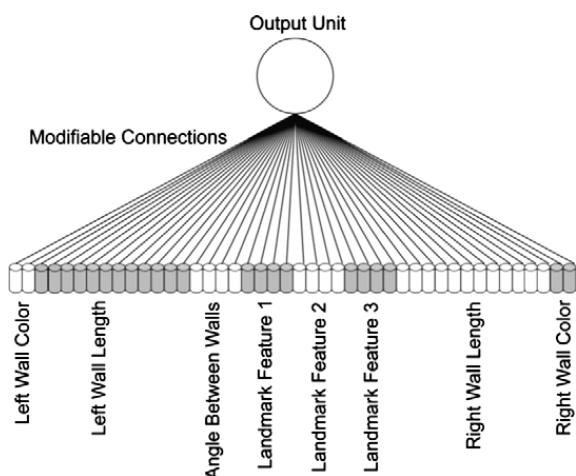 Output Unit
Modifiable Connections
Left Wall Color
Left Wall Length
Angle Between Walls
Landmark Feature 1
Landmark Feature 2
Landmark Feature 3
Right Wall Length
Right Wall Color